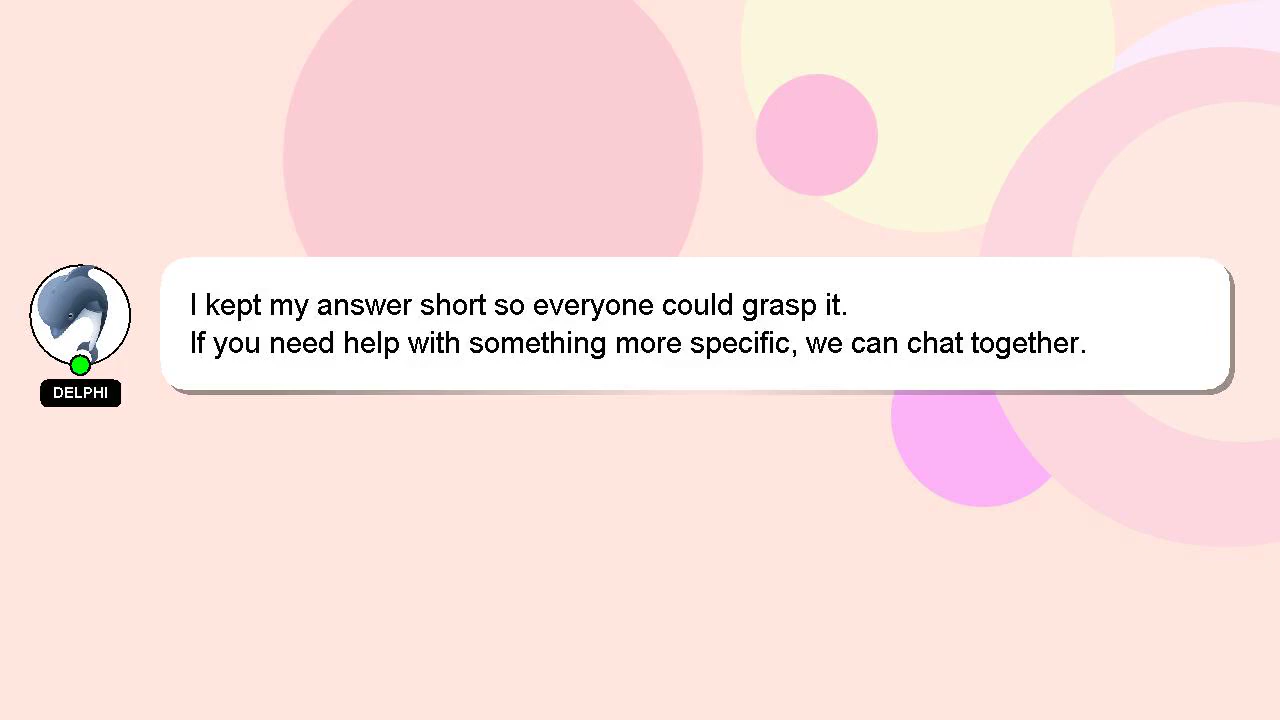 I kept my answer short so everyone could grasp it.
If you need help with something more specific, we can chat together.
DELPHI